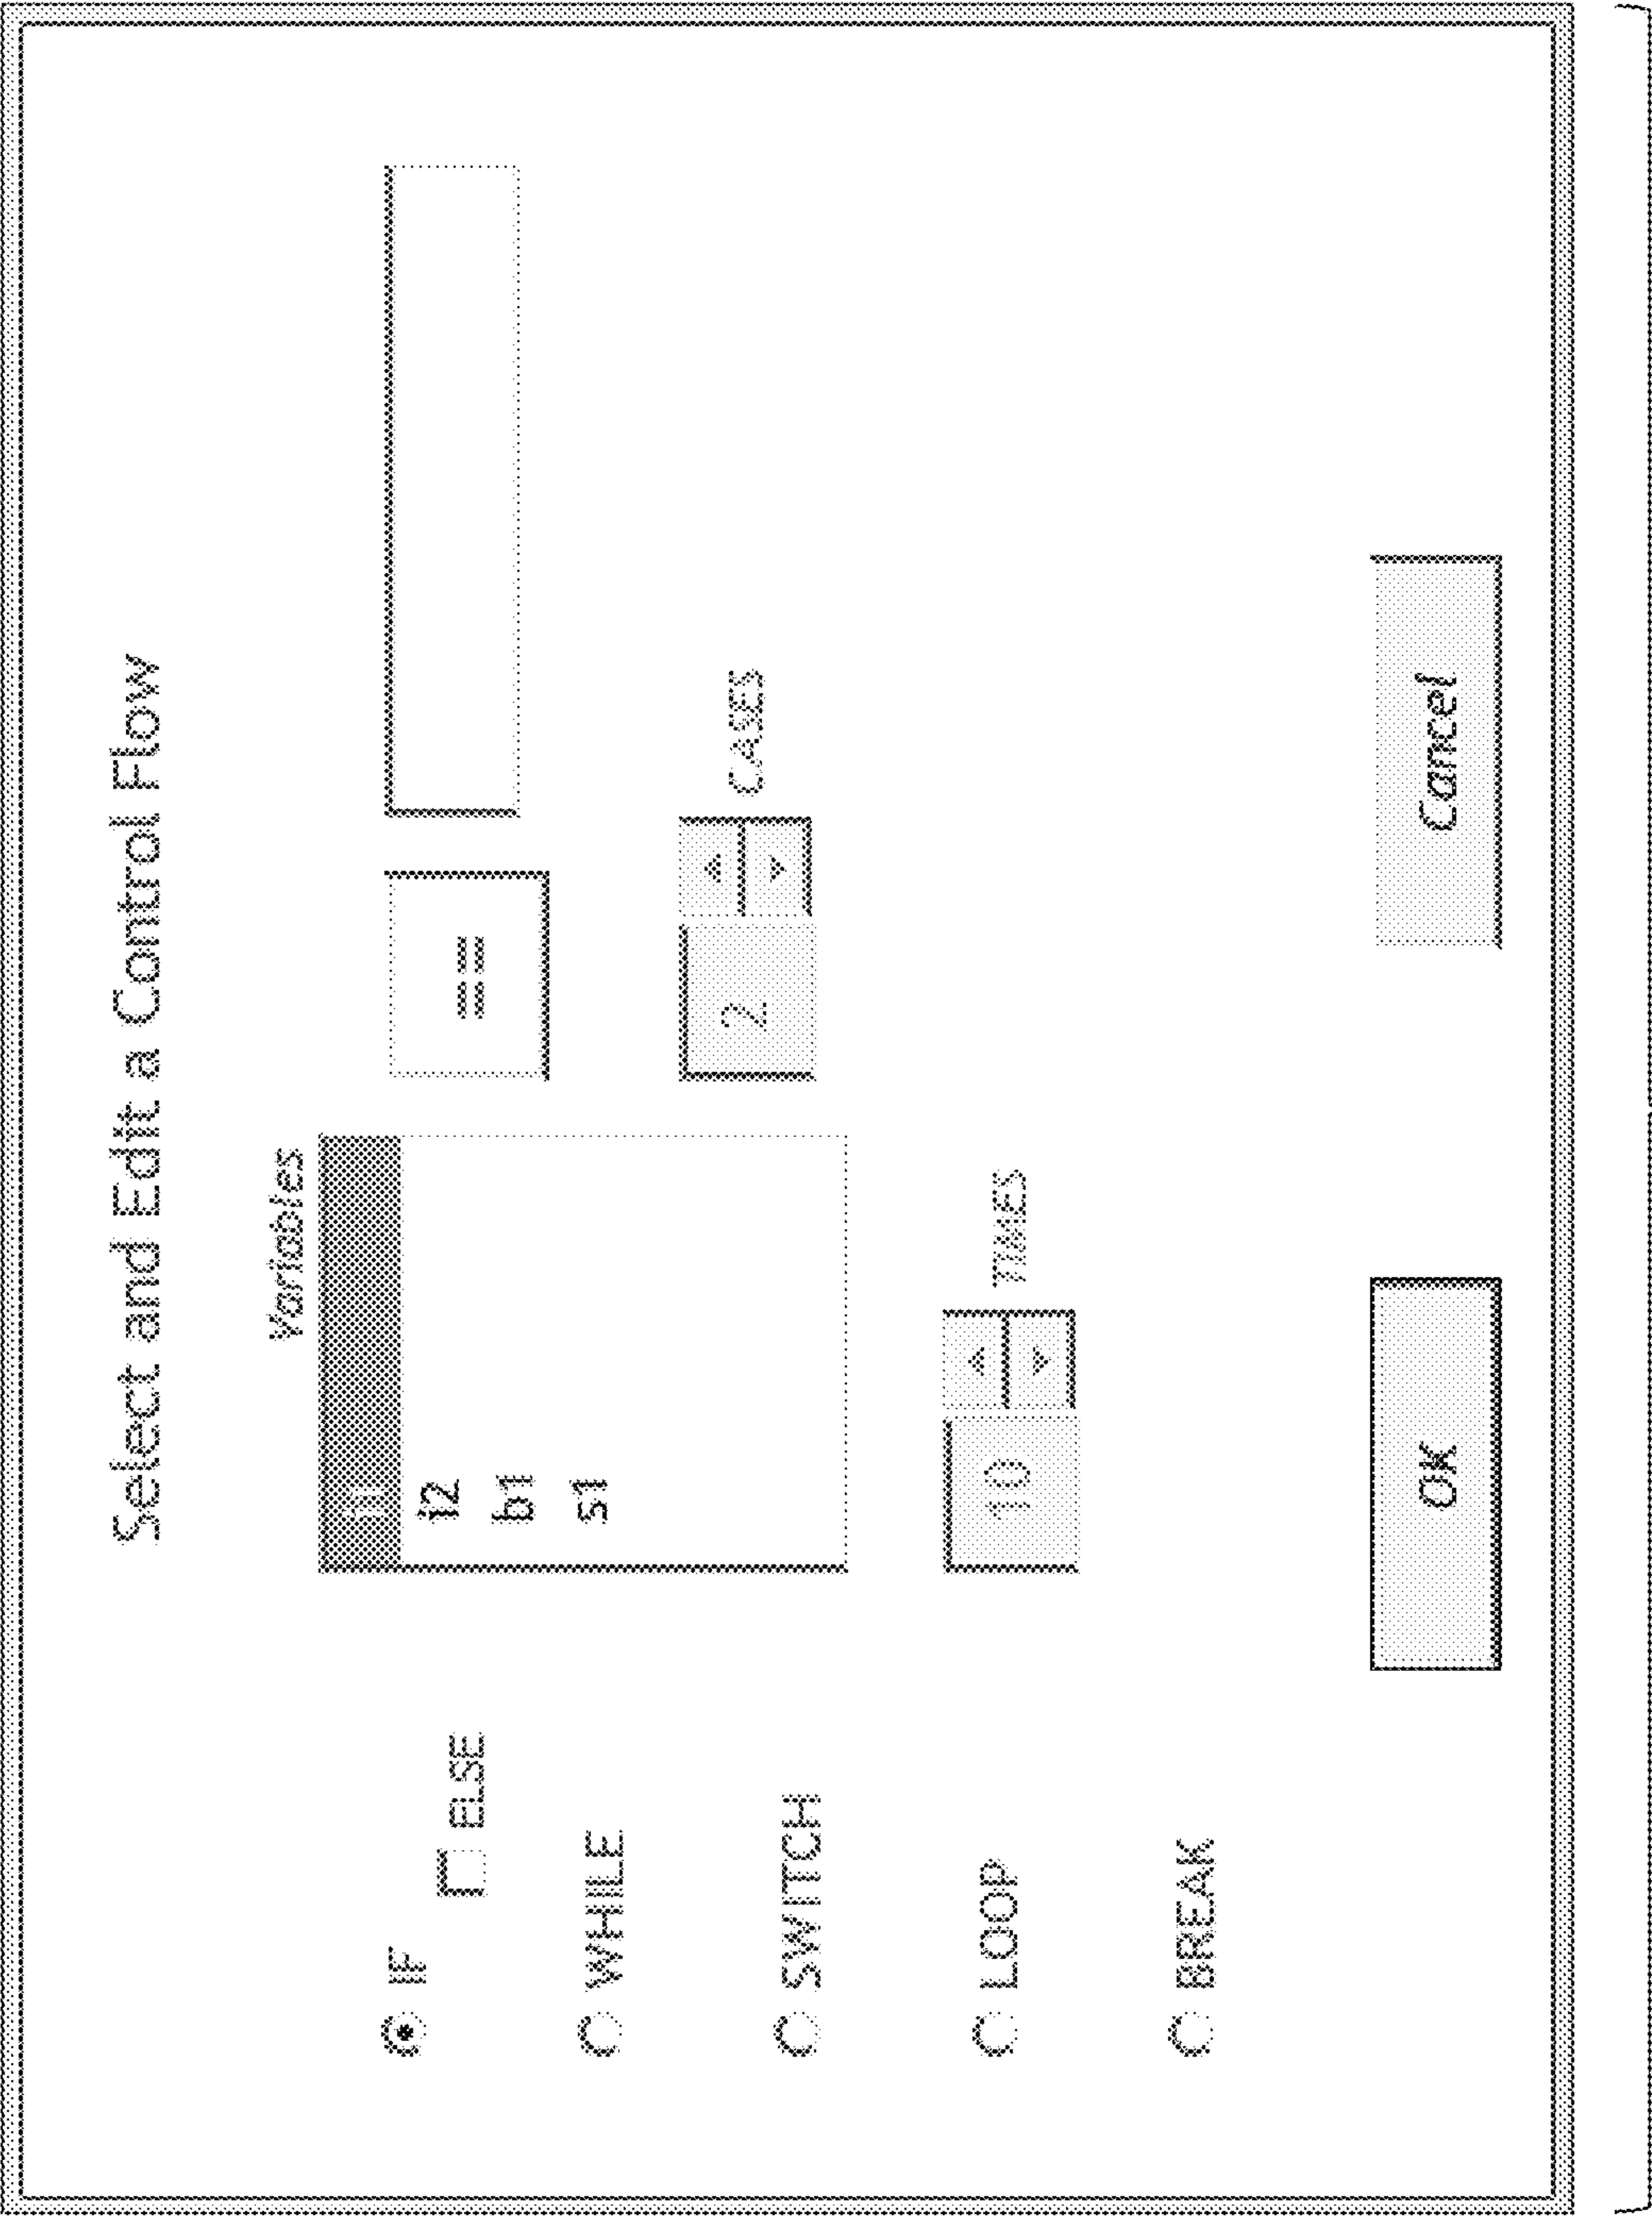 Select and Edit a Control Flow
Variables
IF
ELSE
WHILE
SWITCH
LOOP
BREAK
i2
b1
s1
==
2
CASES
10
TIMES
OK
Cancel